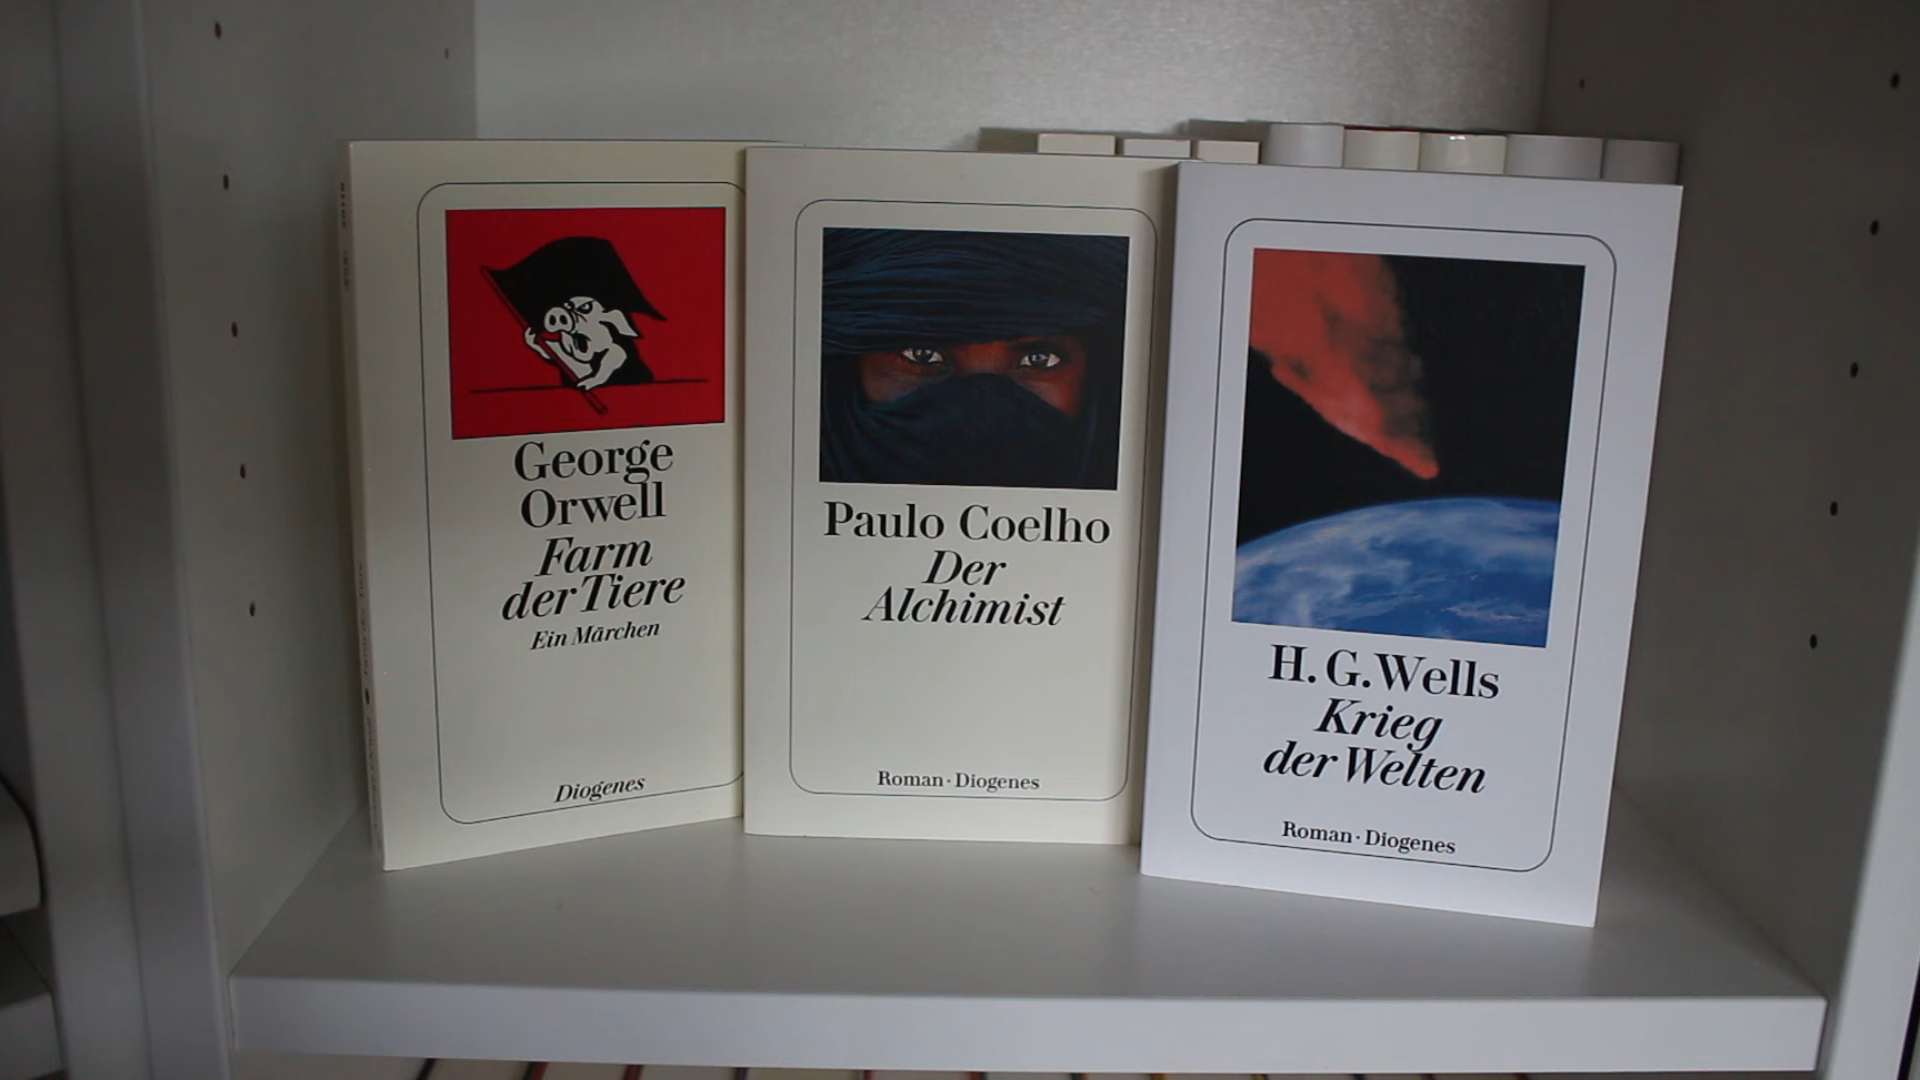 George
Orwell
Farm
der Tiere
Ein Märchen
Diogenes
Paulo Coelho
Der
Alchimist
Roman · Diogenes
H. G. Wells
Krieg
der Welten
Roman · Diogenes